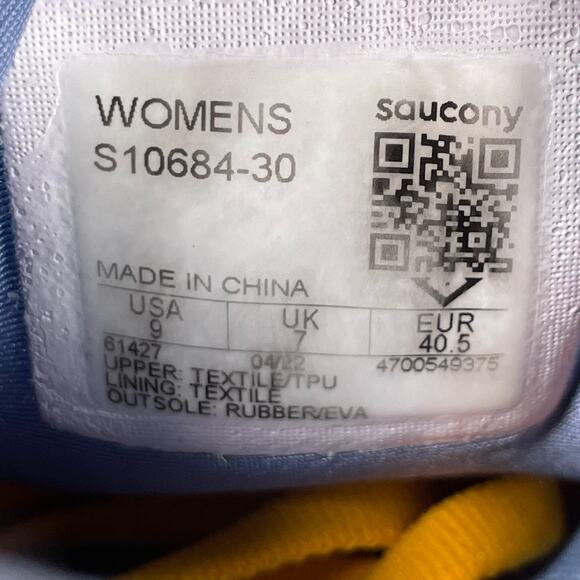 WOMENS
saucony
S10684-30
MADE IN CHINA
USA UK EUR
9 7 40.5
61427 04/22 4700549375
UPPER: TEXTILE/TPU
LINING: TEXTILE
OUTSOLE: RUBBER/EVA